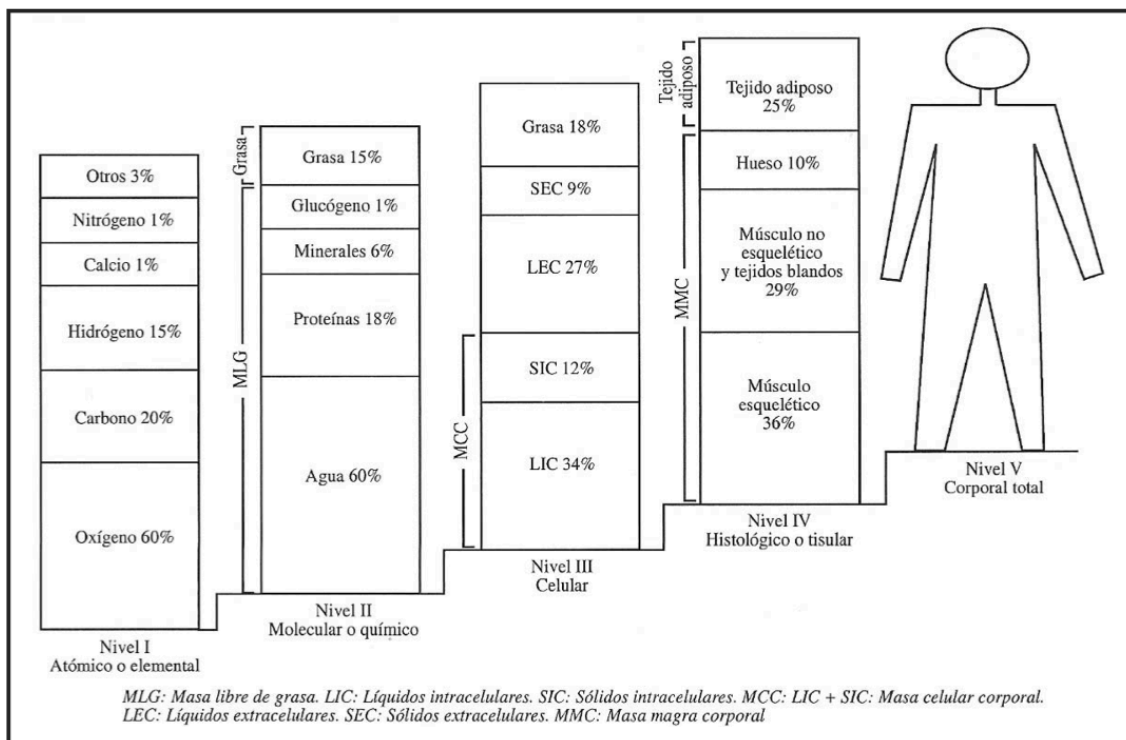 Otros 3%
Nitrógeno 1%
Calcio 1%
Hidrógeno 15%
Carbono 20%
Oxígeno 60%
Nivel I
Atómico o elemental
Grasa
MLG
Grasa 15%
Glucógeno 1%
Minerales 6%
Proteínas 18%
Agua 60%
Nivel II
Molecular o químico
MCC
Grasa 18%
SEC 9%
LEC 27%
SIC 12%
LIC 34%
Nivel III
Celular
Tejido
adiposo
MMC
Tejido adiposo
25%
Hueso 10%
Músculo no
esquelético
y tejidos blandos
29%
Músculo
esquelético
36%
Nivel IV
Histológico o tisular
Nivel V
Corporal total
MLG: Masa libre de grasa. LIC: Líquidos intracelulares. SIC: Sólidos intracelulares. MCC: LIC + SIC: Masa celular corporal.
LEC: Líquidos extracelulares. SEC: Sólidos extracelulares. MMC: Masa magra corporal